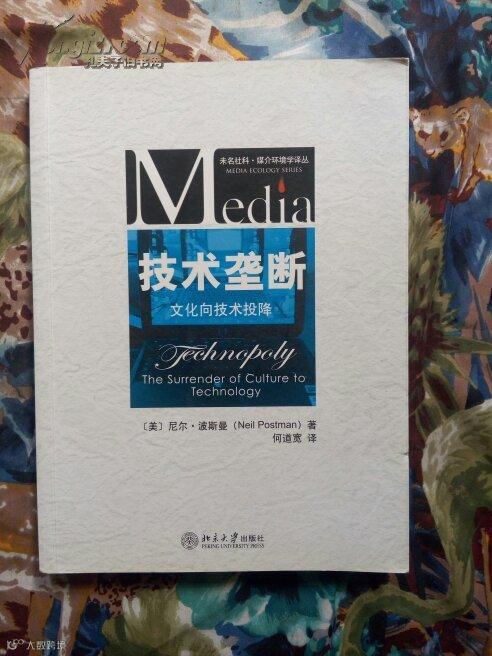 孔夫子旧书网
未名社科·媒介环境学译丛
MEDIA ECOLOGY SERIES
Media
技术垄断
文化向技术投降
Technopoly
The Surrender of Culture to
Technology
〔美〕尼尔·波斯曼（Neil Postman）著
何道宽 译
北京大学出版社
PEKING UNIVERSITY PRESS
大数跨境